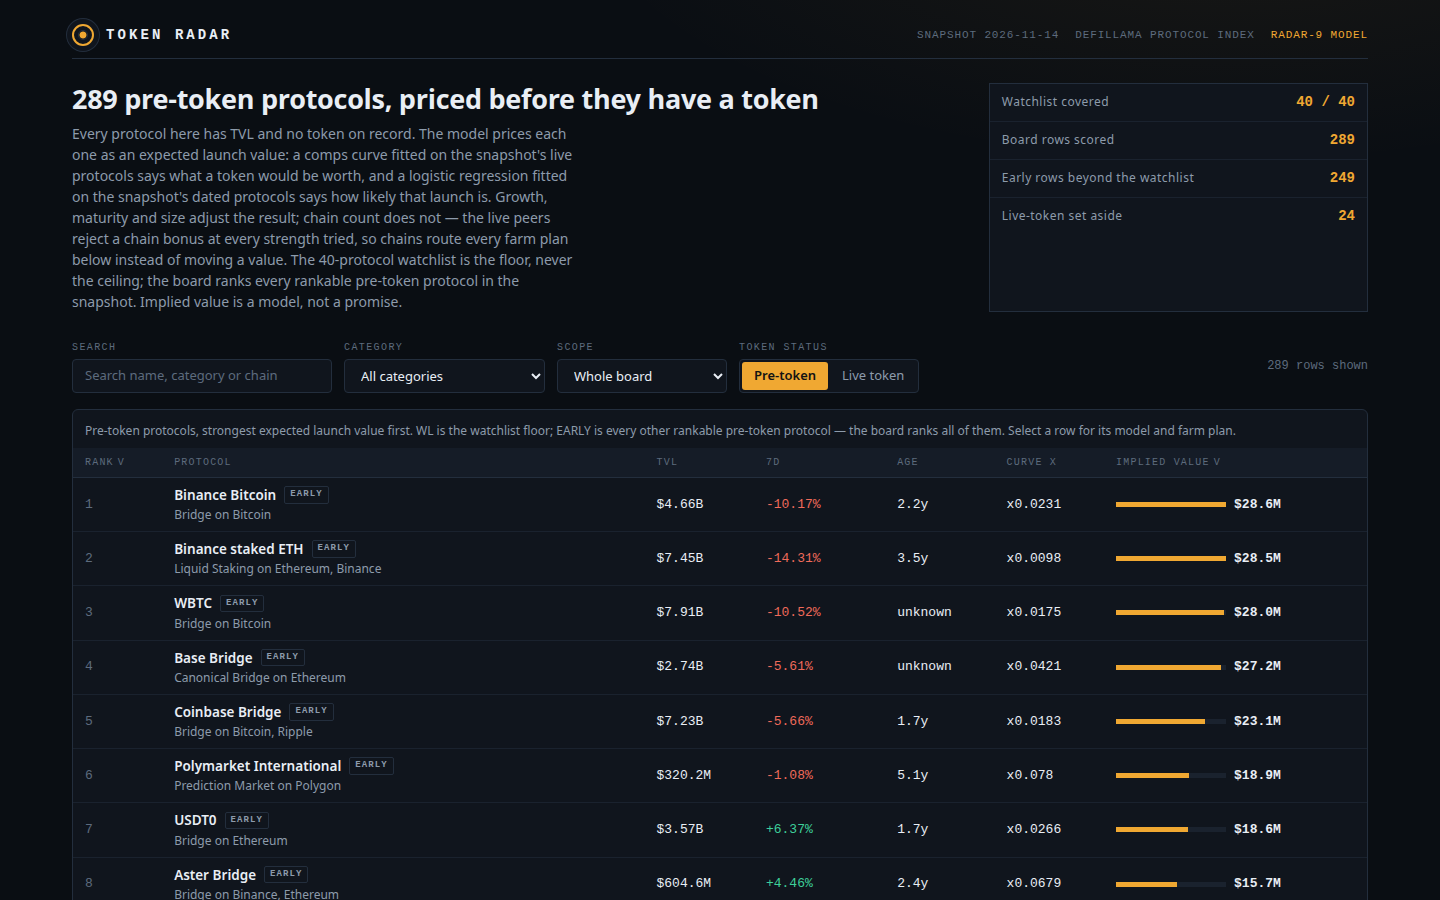 TOKEN RADAR
SNAPSHOT 2026-11-14 DEFILLAMA PROTOCOL INDEX RADAR-9 MODEL
289 pre-token protocols, priced before they have a token
Every protocol here has TVL and no token on record. The model prices each
one as an expected launch value: a comps curve fitted on the snapshot's live
protocols says what a token would be worth, and a logistic regression fitted
on the snapshot's dated protocols says how likely that launch is. Growth,
maturity and size adjust the result; chain count does not — the live peers
reject a chain bonus at every strength tried, so chains route every farm plan
below instead of moving a value. The 40-protocol watchlist is the floor, never
the ceiling; the board ranks every rankable pre-token protocol in the
snapshot. Implied value is a model, not a promise.
Watchlist covered 40 / 40
Board rows scored 289
Early rows beyond the watchlist 249
Live-token set aside 24
SEARCH CATEGORY SCOPE TOKEN STATUS
Search name, category or chain All categories Whole board Pre-token Live token
289 rows shown
Pre-token protocols, strongest expected launch value first. WL is the watchlist floor; EARLY is every other rankable pre-token protocol — the board ranks all of them. Select a row for its model and farm plan.
RANK V PROTOCOL TVL 7D AGE CURVE X IMPLIED VALUE V
1 Binance Bitcoin EARLY $4.66B -10.17% 2.2y x0.0231 $28.6M
Bridge on Bitcoin
2 Binance staked ETH EARLY $7.45B -14.31% 3.5y x0.0098 $28.5M
Liquid Staking on Ethereum, Binance
3 WBTC EARLY $7.91B -10.52% unknown x0.0175 $28.0M
Bridge on Bitcoin
4 Base Bridge EARLY $2.74B -5.61% unknown x0.0421 $27.2M
Canonical Bridge on Ethereum
5 Coinbase Bridge EARLY $7.23B -5.66% 1.7y x0.0183 $23.1M
Bridge on Bitcoin, Ripple
6 Polymarket International EARLY $320.2M -1.08% 5.1y x0.078 $18.9M
Prediction Market on Polygon
7 USDT0 EARLY $3.57B +6.37% 1.7y x0.0266 $18.6M
Bridge on Ethereum
8 Aster Bridge EARLY $604.6M +4.46% 2.4y x0.0679 $15.7M
Bridge on Binance, Ethereum